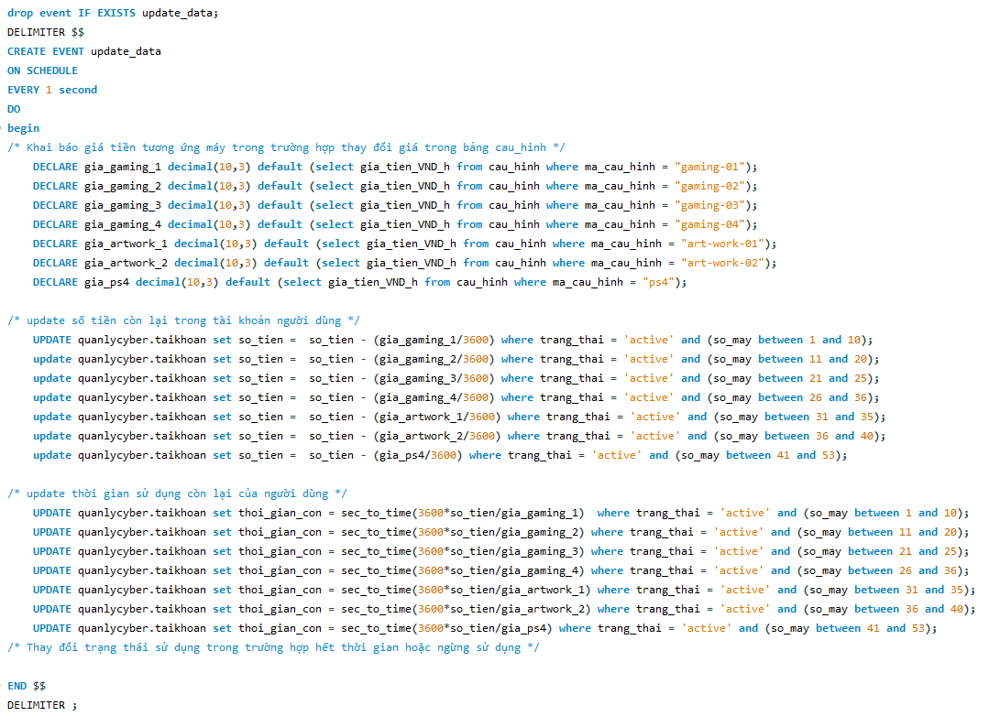 drop event IF EXISTS update_data;
DELIMITER $$
CREATE EVENT update_data
ON SCHEDULE
EVERY 1 second
DO
begin
/* Khai báo giá tiền tương ứng máy trong trường hợp thay đổi giá trong bảng cau_hinh */
DECLARE gia_gaming_1 decimal(10,3) default (select gia_tien_VND_h from cau_hinh where ma_cau_hinh = "gaming-01");
DECLARE gia_gaming_2 decimal(10,3) default (select gia_tien_VND_h from cau_hinh where ma_cau_hinh = "gaming-02");
DECLARE gia_gaming_3 decimal(10,3) default (select gia_tien_VND_h from cau_hinh where ma_cau_hinh = "gaming-03");
DECLARE gia_gaming_4 decimal(10,3) default (select gia_tien_VND_h from cau_hinh where ma_cau_hinh = "gaming-04");
DECLARE gia_artwork_1 decimal(10,3) default (select gia_tien_VND_h from cau_hinh where ma_cau_hinh = "art-work-01");
DECLARE gia_artwork_2 decimal(10,3) default (select gia_tien_VND_h from cau_hinh where ma_cau_hinh = "art-work-02");
DECLARE gia_ps4 decimal(10,3) default (select gia_tien_VND_h from cau_hinh where ma_cau_hinh = "ps4");
/* update số tiền còn lại trong tài khoản người dùng */
UPDATE quanlycyber.taikhoan set so_tien =  so_tien - (gia_gaming_1/3600) where trang_thai = 'active' and (so_may between 1 and 10);
update quanlycyber.taikhoan set so_tien =  so_tien - (gia_gaming_2/3600) where trang_thai = 'active' and (so_may between 11 and 20);
update quanlycyber.taikhoan set so_tien =  so_tien - (gia_gaming_3/3600) where trang_thai = 'active' and (so_may between 21 and 25);
update quanlycyber.taikhoan set so_tien =  so_tien - (gia_gaming_4/3600) where trang_thai = 'active' and (so_may between 26 and 36);
update quanlycyber.taikhoan set so_tien =  so_tien - (gia_artwork_1/3600) where trang_thai = 'active' and (so_may between 31 and 35);
update quanlycyber.taikhoan set so_tien =  so_tien - (gia_artwork_2/3600) where trang_thai = 'active' and (so_may between 36 and 40);
update quanlycyber.taikhoan set so_tien =  so_tien - (gia_ps4/3600) where trang_thai = 'active' and (so_may between 41 and 53);
/* update thời gian sử dụng còn lại của người dùng */
UPDATE quanlycyber.taikhoan set thoi_gian_con = sec_to_time(3600*so_tien/gia_gaming_1)  where trang_thai = 'active' and (so_may between 1 and 10);
UPDATE quanlycyber.taikhoan set thoi_gian_con = sec_to_time(3600*so_tien/gia_gaming_2) where trang_thai = 'active' and (so_may between 11 and 20);
UPDATE quanlycyber.taikhoan set thoi_gian_con = sec_to_time(3600*so_tien/gia_gaming_3) where trang_thai = 'active' and (so_may between 21 and 25);
UPDATE quanlycyber.taikhoan set thoi_gian_con = sec_to_time(3600*so_tien/gia_gaming_4) where trang_thai = 'active' and (so_may between 26 and 36);
UPDATE quanlycyber.taikhoan set thoi_gian_con = sec_to_time(3600*so_tien/gia_artwork_1) where trang_thai = 'active' and (so_may between 31 and 35);
UPDATE quanlycyber.taikhoan set thoi_gian_con = sec_to_time(3600*so_tien/gia_artwork_2) where trang_thai = 'active' and (so_may between 36 and 40);
UPDATE quanlycyber.taikhoan set thoi_gian_con = sec_to_time(3600*so_tien/gia_ps4) where trang_thai = 'active' and (so_may between 41 and 53);
/* Thay đổi trạng thái sử dụng trong trường hợp hết thời gian hoặc ngừng sử dụng */
END $$
DELIMITER ;